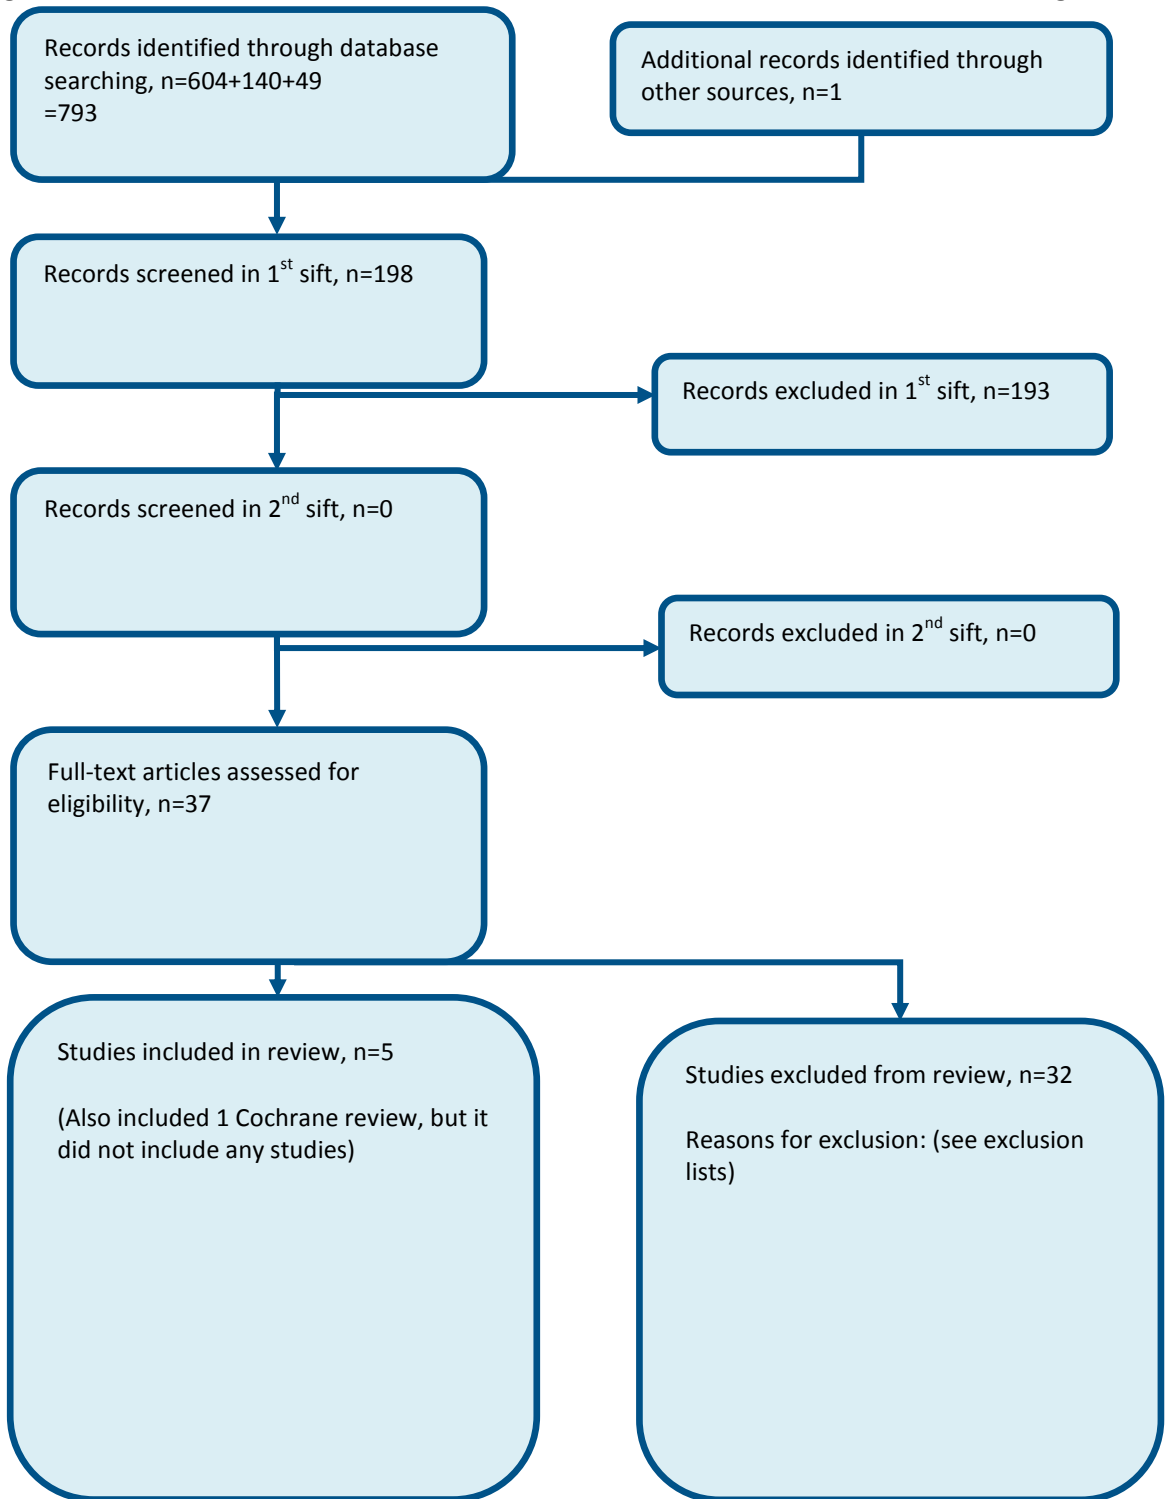 Records identified through database
searching, n=604+140+49
=793
Additional records identified through
other sources, n=1
Records screened in 1st sift, n=198
Records excluded in 1st sift, n=193
Records screened in 2nd sift, n=0
Records excluded in 2nd sift, n=0
Full-text articles assessed for
eligibility, n=37
Studies included in review, n=5
(Also included 1 Cochrane review, but it
did not include any studies)
Studies excluded from review, n=32
Reasons for exclusion: (see exclusion
lists)